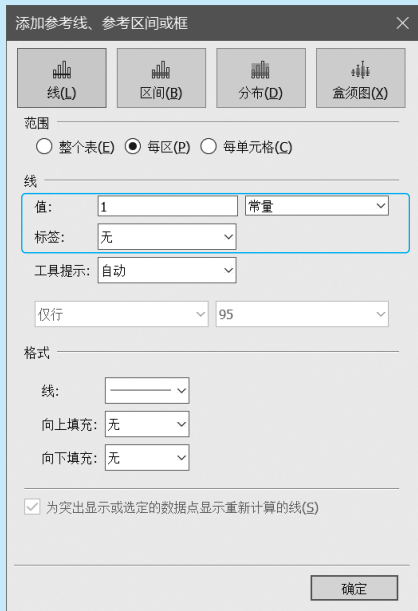 添加参考线、参考区间或框
线(L) 区间(B) 分布(D) 盒须图(X)
范围
整个表(E) 每区(P) 每单元格(C)
线
值: 1 常量
标签: 无
工具提示: 自动
仅行 95
格式
线:
向上填充: 无
向下填充: 无
为突出显示或选定的数据点显示重新计算的线(S)
确定